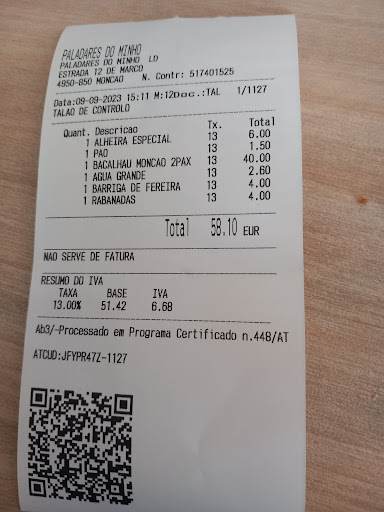 PALADARES DO MINHO
PALADARES DO MINHO LD
ESTRADA 12 DE MARCO
4950-850 MONCAO N. Contr: 517401525
Data:09-09-2023 15:11 M:12Doc.:TAL 1/1127
TALAO DE CONTROLO
Quant. Descricao Tx. Total
1 ALHEIRA ESPECIAL 13 6.00
1 PAO 13 1.50
1 BACALHAU MONCAO 2PAX 13 40.00
1 AGUA GRANDE 13 2.60
1 BARRIGA DE FEREIRA 13 4.00
1 RABANADAS 13 4.00
Total 58.10 EUR
NAO SERVE DE FATURA
RESUMO DO IVA
TAXA BASE IVA
13.00% 51.42 6.68
Ab3/-Processado em Programa Certificado n.448/AT
ATCUD:JFYPR47Z-1127